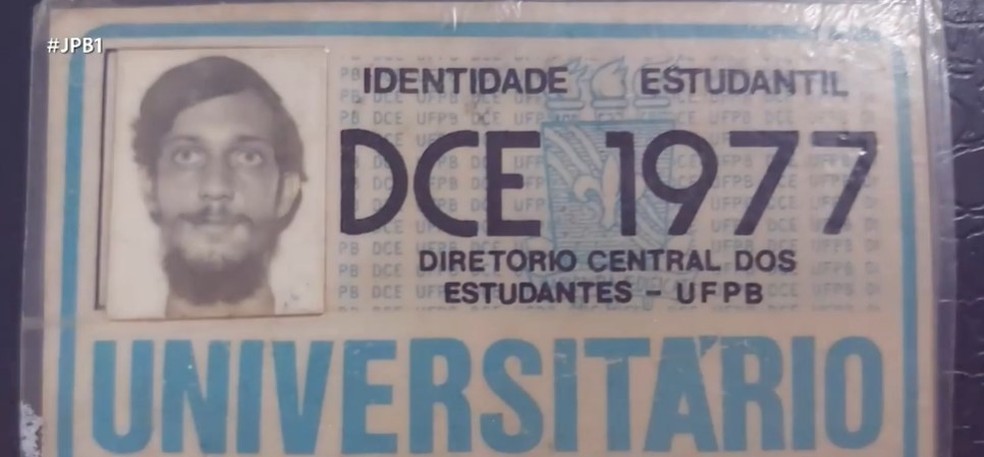 #JPB1
IDENTIDADE ESTUDANTIL
DCE 1977
DIRETORIO CENTRAL DOS
ESTUDANTES - UFPB
UNIVERSITÁRIO